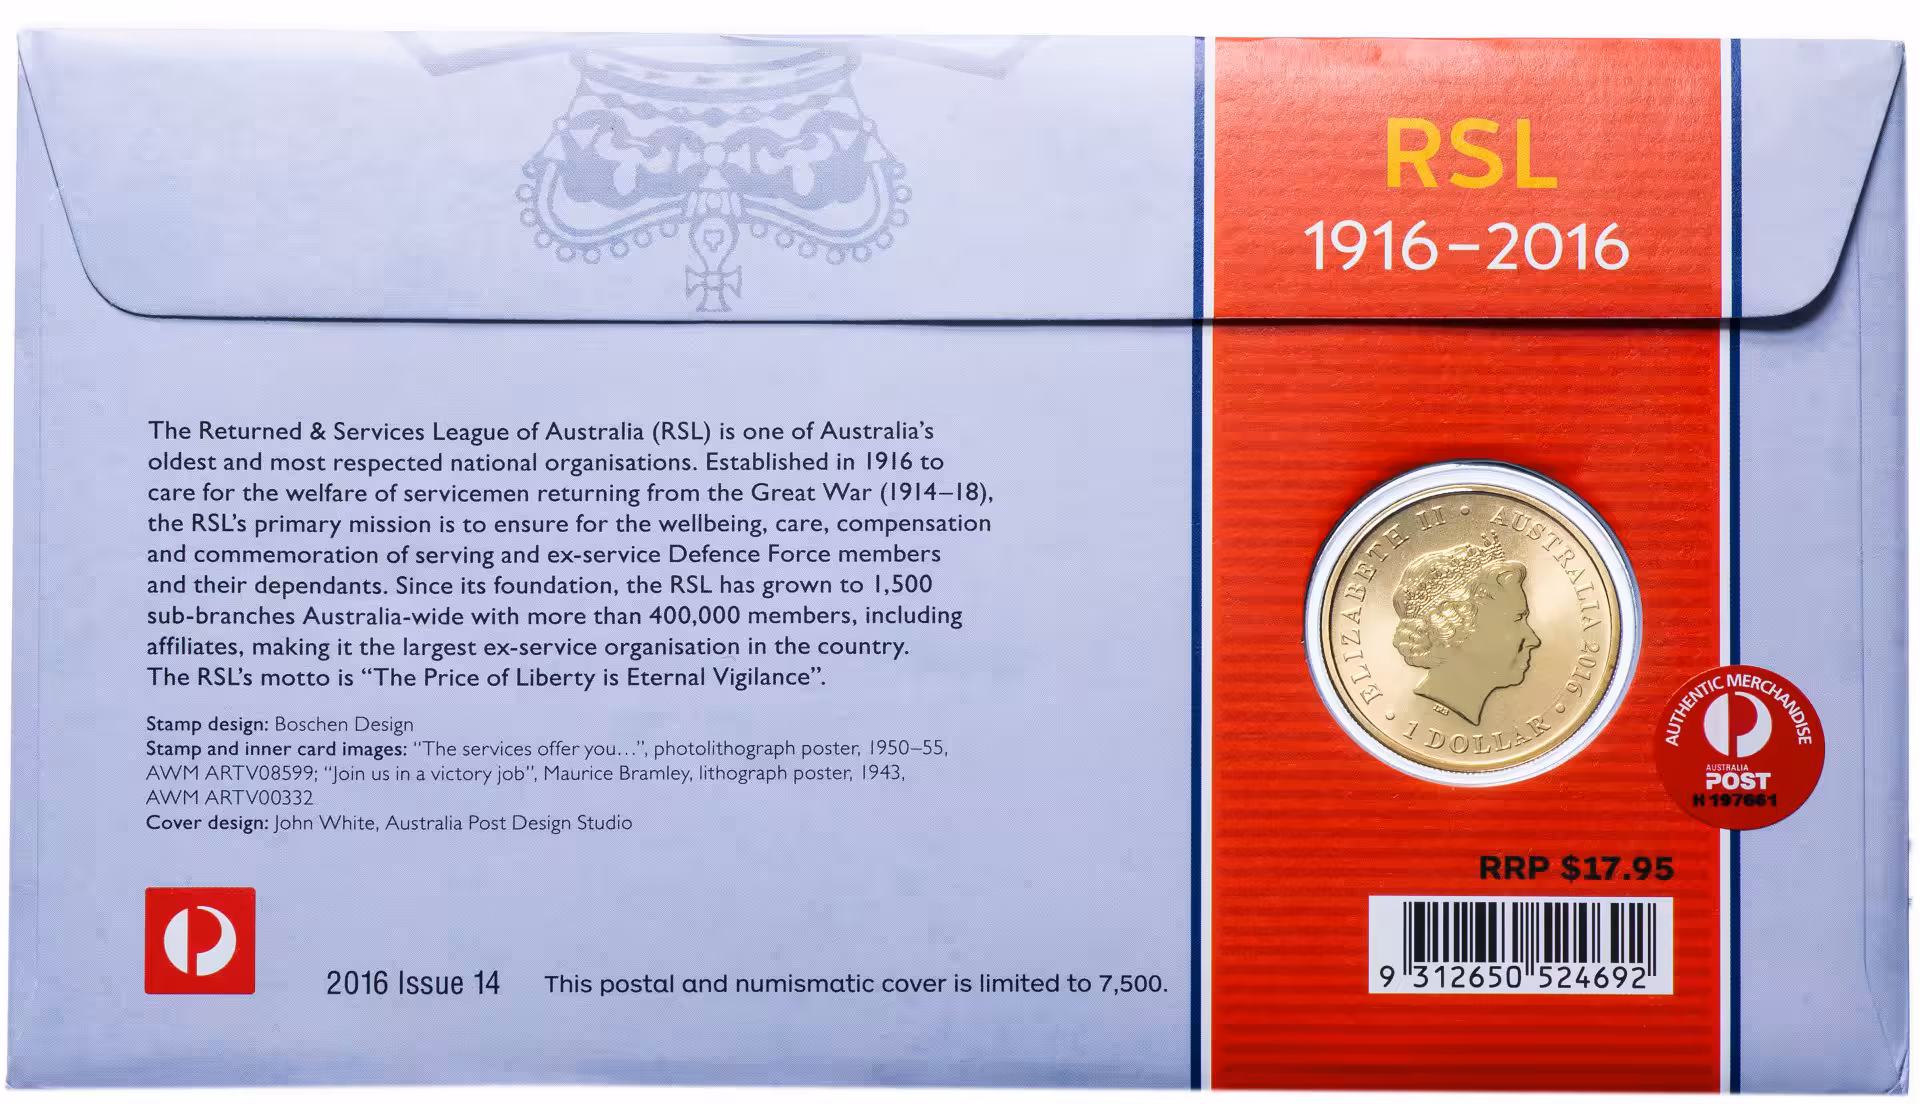 RSL
1916–2016
The Returned & Services League of Australia (RSL) is one of Australia's
oldest and most respected national organisations. Established in 1916 to
care for the welfare of servicemen returning from the Great War (1914–18),
the RSL's primary mission is to ensure for the wellbeing, care, compensation
and commemoration of serving and ex-service Defence Force members
and their dependants. Since its foundation, the RSL has grown to 1,500
sub-branches Australia-wide with more than 400,000 members, including
affiliates, making it the largest ex-service organisation in the country.
The RSL's motto is “The Price of Liberty is Eternal Vigilance”.
Stamp design: Boschen Design
Stamp and inner card images: “The services offer you…”, photolithograph poster, 1950–55,
AWM ARTV08599; “Join us in a victory job”, Maurice Bramley, lithograph poster, 1943,
AWM ARTV00332
Cover design: John White, Australia Post Design Studio
2016 Issue 14
This postal and numismatic cover is limited to 7,500.
ELIZABETH II • AUSTRALIA 2016
• 1 DOLLAR •
IRB
AUTHENTIC MERCHANDISE
AUSTRALIA
POST
H 197661
RRP $17.95
9 312650 524692